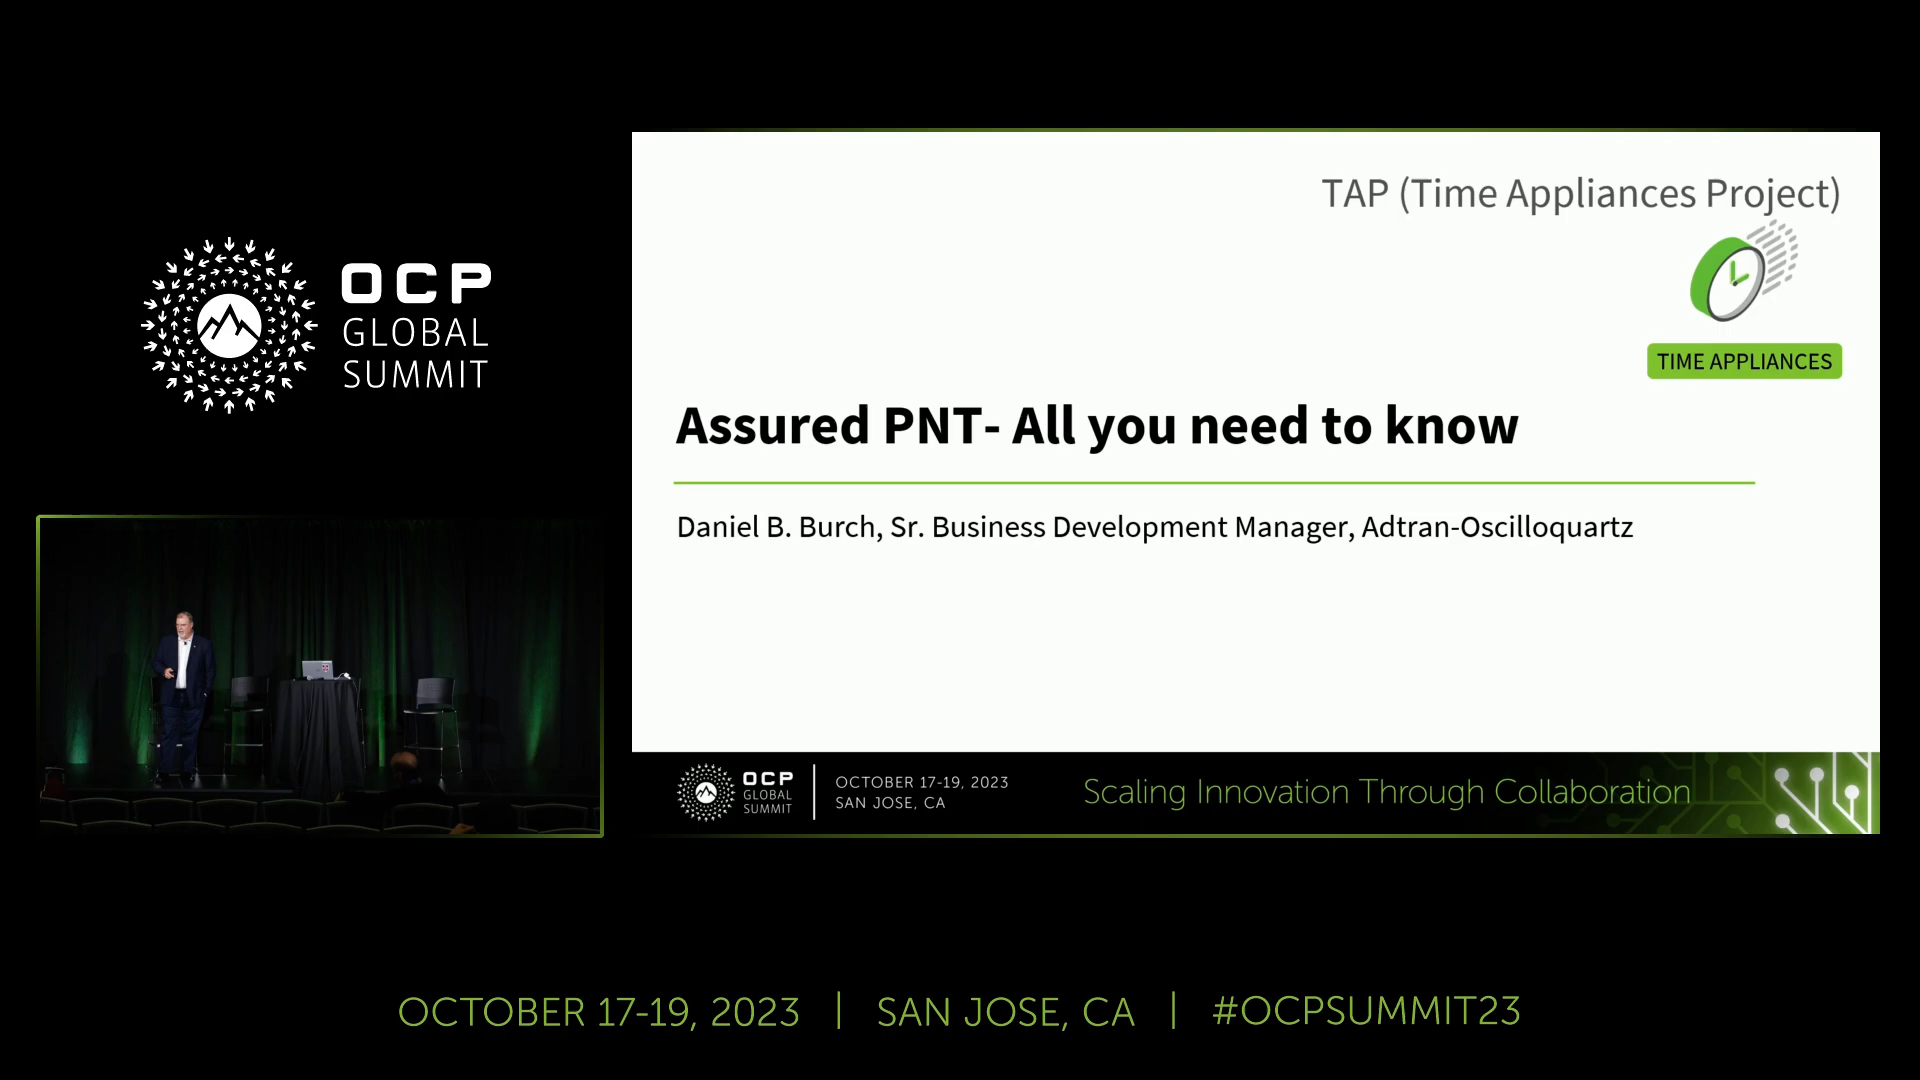 OCP
GLOBAL
SUMMIT
TAP (Time Appliances Project)
TIME APPLIANCES
Assured PNT- All you need to know
Daniel B. Burch, Sr. Business Development Manager, Adtran-Oscilloquartz
OCP
GLOBAL
SUMMIT
OCTOBER 17-19, 2023
SAN JOSE, CA
Scaling Innovation Through Collaboration
OCTOBER 17-19, 2023 | SAN JOSE, CA | #OCPSUMMIT23